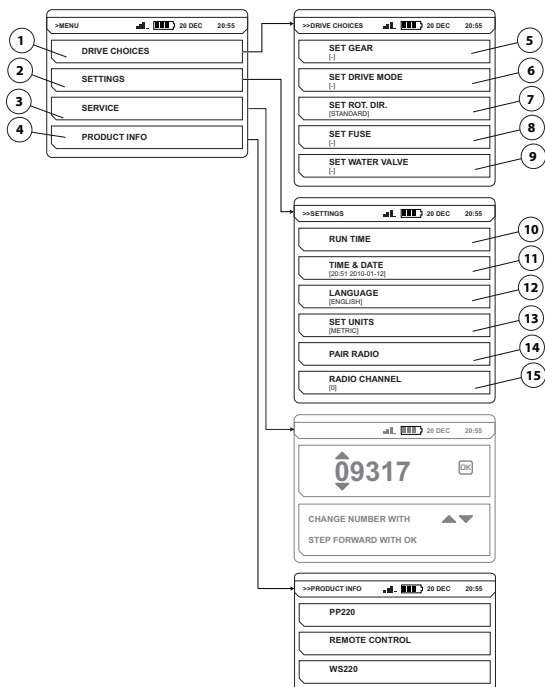 >MENU 20 DEC 20:55
1 DRIVE CHOICES
2 SETTINGS
3 SERVICE
4 PRODUCT INFO
>>DRIVE CHOICES 20 DEC 20:55
SET GEAR 5
[-]
SET DRIVE MODE 6
[-]
SET ROT. DIR. 7
[STANDARD]
SET FUSE 8
[-]
SET WATER VALVE 9
[-]
>>SETTINGS 20 DEC 20:55
RUN TIME 10
TIME & DATE 11
[20:51 2010-01-12]
LANGUAGE 12
[ENGLISH]
SET UNITS 13
[METRIC]
PAIR RADIO 14
RADIO CHANNEL 15
[0]
20 DEC 20:55
09317 OK
CHANGE NUMBER WITH
STEP FORWARD WITH OK
>>PRODUCT INFO 20 DEC 20:55
PP220
REMOTE CONTROL
WS220